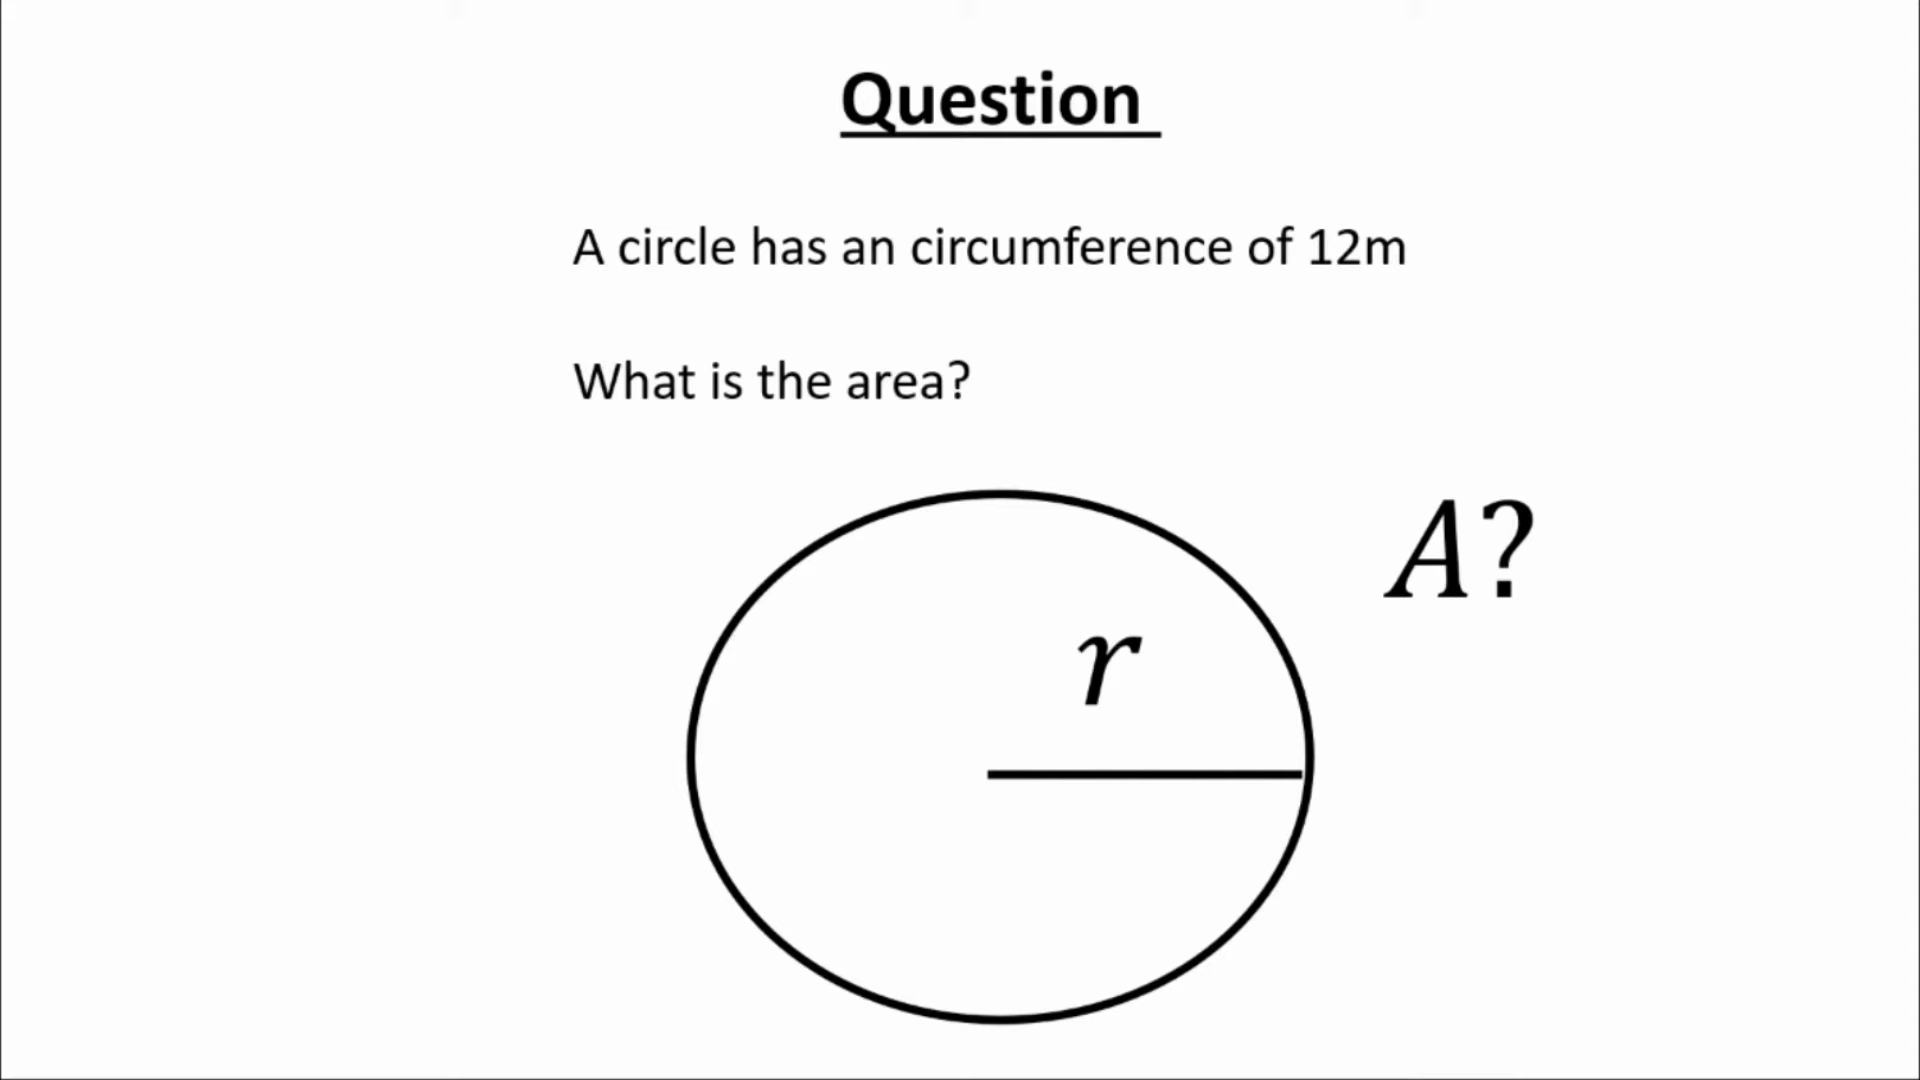 Question
A circle has an circumference of 12m
What is the area?
A?
r